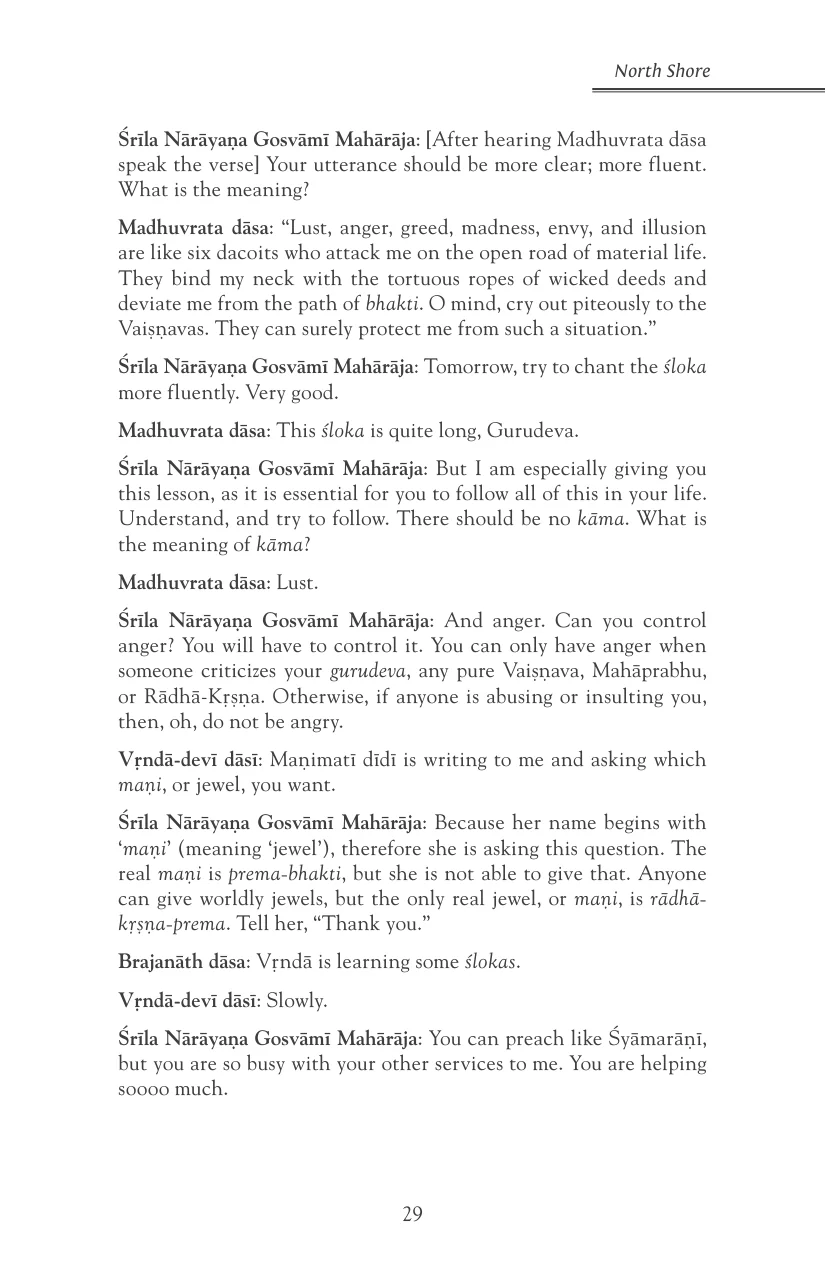 North Shore
Śrīla Nārāyaṇa Gosvāmī Mahārāja: [After hearing Madhuvrata dāsa
speak the verse] Your utterance should be more clear; more fluent.
What is the meaning?
Madhuvrata dāsa: “Lust, anger, greed, madness, envy, and illusion
are like six dacoits who attack me on the open road of material life.
They bind my neck with the tortuous ropes of wicked deeds and
deviate me from the path of bhakti. O mind, cry out piteously to the
Vaiṣṇavas. They can surely protect me from such a situation.”
Śrīla Nārāyaṇa Gosvāmī Mahārāja: Tomorrow, try to chant the śloka
more fluently. Very good.
Madhuvrata dāsa: This śloka is quite long, Gurudeva.
Śrīla Nārāyaṇa Gosvāmī Mahārāja: But I am especially giving you
this lesson, as it is essential for you to follow all of this in your life.
Understand, and try to follow. There should be no kāma. What is
the meaning of kāma?
Madhuvrata dāsa: Lust.
Śrīla Nārāyaṇa Gosvāmī Mahārāja: And anger. Can you control
anger? You will have to control it. You can only have anger when
someone criticizes your gurudeva, any pure Vaiṣṇava, Mahāprabhu,
or Rādhā-Kṛṣṇa. Otherwise, if anyone is abusing or insulting you,
then, oh, do not be angry.
Vṛndā-devī dāsī: Maṇimatī dīdī is writing to me and asking which
maṇi, or jewel, you want.
Śrīla Nārāyaṇa Gosvāmī Mahārāja: Because her name begins with
‘maṇi’ (meaning ‘jewel’), therefore she is asking this question. The
real maṇi is prema-bhakti, but she is not able to give that. Anyone
can give worldly jewels, but the only real jewel, or maṇi, is rādhā-
kṛṣṇa-prema. Tell her, “Thank you.”
Brajanāth dāsa: Vṛndā is learning some ślokas.
Vṛndā-devī dāsī: Slowly.
Śrīla Nārāyaṇa Gosvāmī Mahārāja: You can preach like Śyāmarāṇī,
but you are so busy with your other services to me. You are helping
soooo much.
29